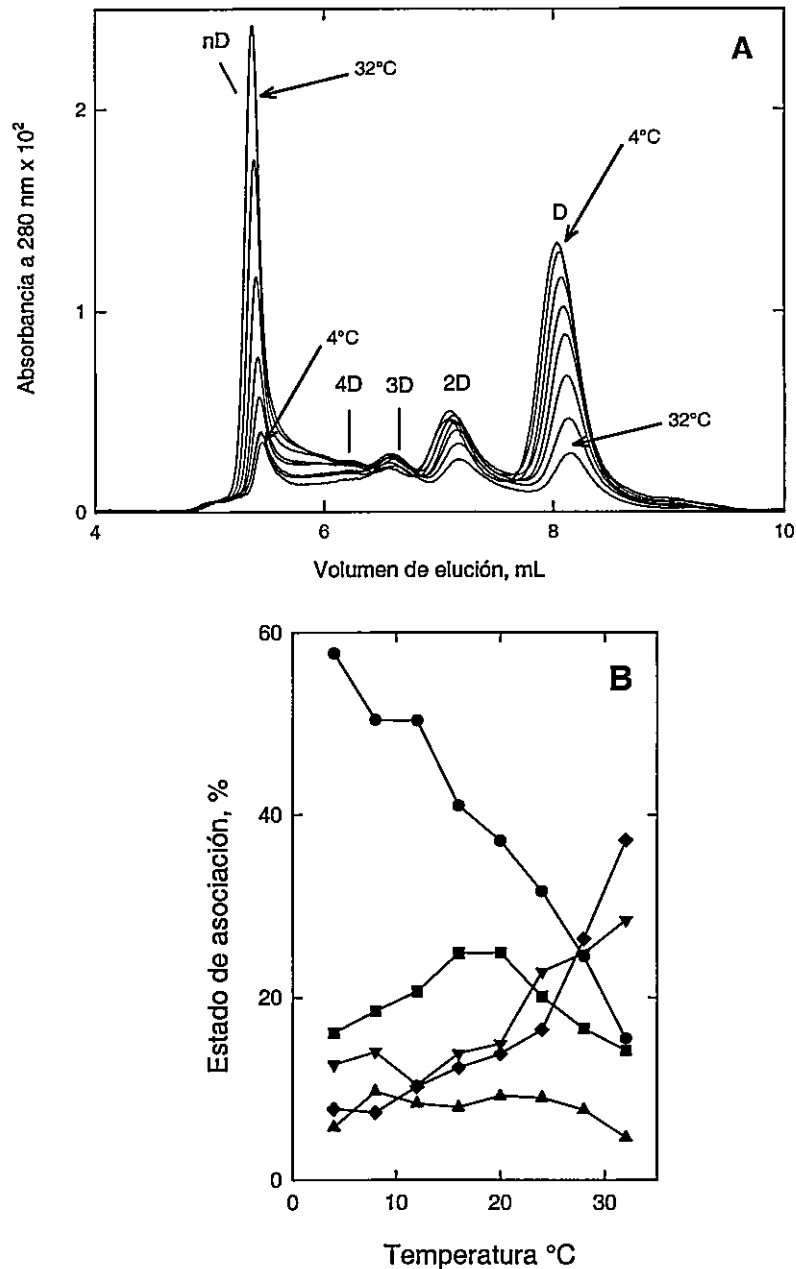 nD
A
32°C
2
4°C
D
Absorbancia a 280 nm x 10²
1
4°C
4D 3D 2D
32°C
0
4 6 8 10
Volumen de elución, mL
60
B
Estado de asociación, %
40
20
0
0 10 20 30
Temperatura °C